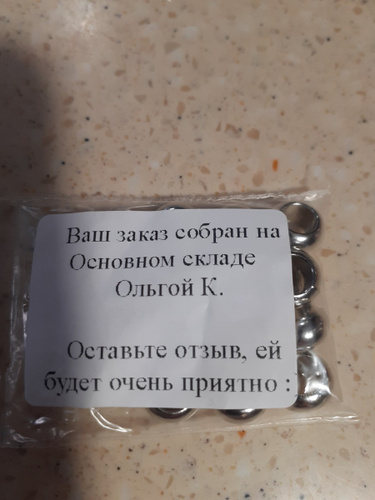 Ваш заказ собран на
Основном складе
Ольгой К.
Оставьте отзыв, ей
будет очень приятно :